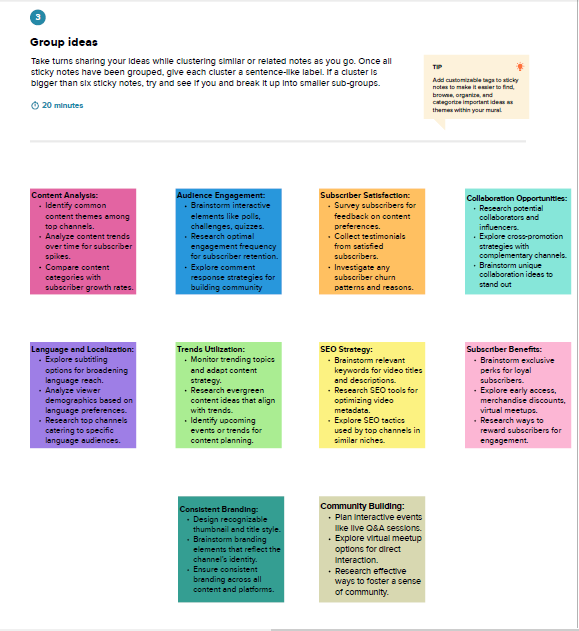 3
Group ideas
Take turns sharing your ideas while clustering similar or related notes as you go. Once all
sticky notes have been grouped, give each cluster a sentence-like label. If a cluster is
bigger than six sticky notes, try and see if you and break it up into smaller sub-groups.
20 minutes
TIP
Add customizable tags to sticky
notes to make it easier to find,
browse, organize, and
categorize important ideas as
themes within your mural.
Content Analysis:
• Identify common
content themes among
top channels.
• Analyze content trends
over time for subscriber
spikes.
• Compare content
categories with
subscriber growth rates.
Audience Engagement:
• Brainstorm interactive
elements like polls,
challenges, quizzes.
• Research optimal
engagement frequency
for subscriber retention.
• Explore comment
response strategies for
building community
Subscriber Satisfaction:
• Survey subscribers for
feedback on content
preferences.
• Collect testimonials
from satisfied
subscribers.
• Investigate any
subscriber churn
patterns and reasons.
Collaboration Opportunities:
• Research potential
collaborators and
influencers.
• Explore cross-promotion
strategies with
complementary channels.
• Brainstorm unique
collaboration ideas to
stand out
Language and Localization:
• Explore subtitling
options for broadening
language reach.
• Analyze viewer
demographics based on
language preferences.
• Research top channels
catering to specific
language audiences.
Trends Utilization:
• Monitor trending topics
and adapt content
strategy.
• Research evergreen
content ideas that align
with trends.
• Identify upcoming
events or trends for
content planning.
SEO Strategy:
• Brainstorm relevant
keywords for video titles
and descriptions.
• Research SEO tools for
optimizing video
metadata.
• Explore SEO tactics
used by top channels in
similar niches.
Subscriber Benefits:
• Brainstorm exclusive
perks for loyal
subscribers.
• Explore early access,
merchandise discounts,
virtual meetups.
• Research ways to
reward subscribers for
engagement.
Consistent Branding:
• Design recognizable
thumbnail and title style.
• Brainstorm branding
elements that reflect the
channel's identity.
• Ensure consistent
branding across all
content and platforms.
Community Building:
• Plan interactive events
like live Q&A sessions.
• Explore virtual meetup
options for direct
interaction.
• Research effective
ways to foster a sense
of community.